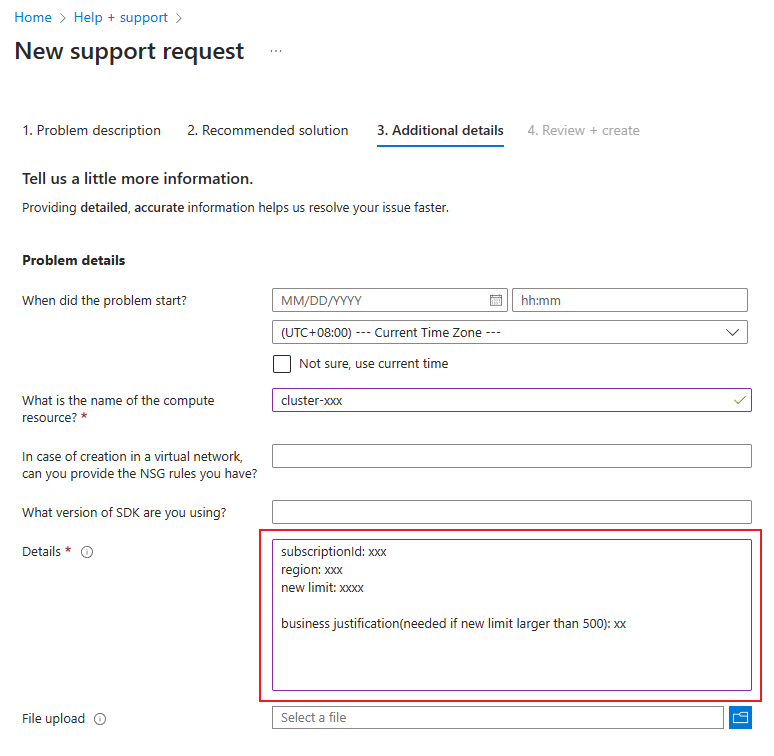 Home > Help + support >
New support request ...
1. Problem description 2. Recommended solution 3. Additional details 4. Review + create
Tell us a little more information.
Providing detailed, accurate information helps us resolve your issue faster.
Problem details
When did the problem start? MM/DD/YYYY hh:mm
(UTC+08:00) --- Current Time Zone ---
Not sure, use current time
What is the name of the compute
resource? * cluster-xxx
In case of creation in a virtual network,
can you provide the NSG rules you have?
What version of SDK are you using?
Details *
subscriptionId: xxx
region: xxx
new limit: xxxx
business justification(needed if new limit larger than 500): xx
File upload Select a file